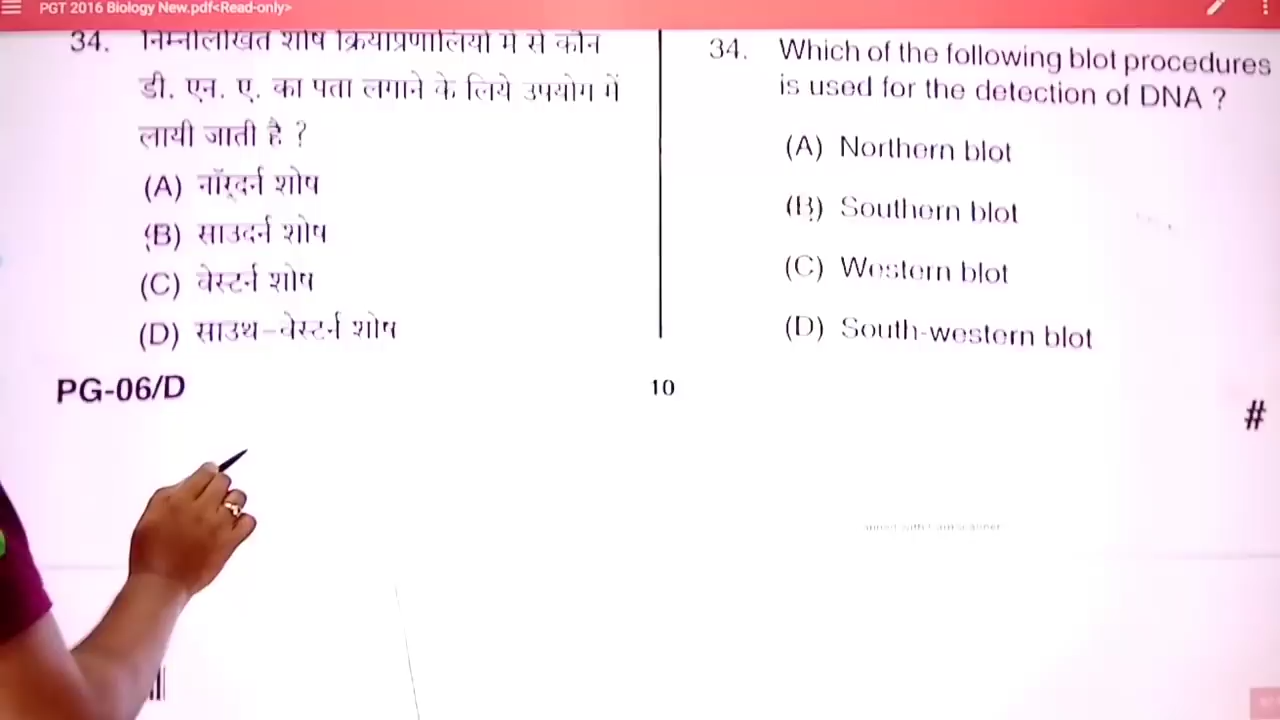 PGT 2016 Biology New.pdf<Read-only>
34. निम्नलिखित शोष क्रियाप्रणालियों में से कौन
डी. एन. ए. का पता लगाने के लिये उपयोग में
लायी जाती है ?
(A) नॉर्दर्न शोष
(B) साउदर्न शोष
(C) वेस्टर्न शोष
(D) साउथ-वेस्टर्न शोष
34. Which of the following blot procedures
is used for the detection of DNA ?
(A) Northern blot
(B) Southern blot
(C) Western blot
(D) South-western blot
PG-06/D
10
#